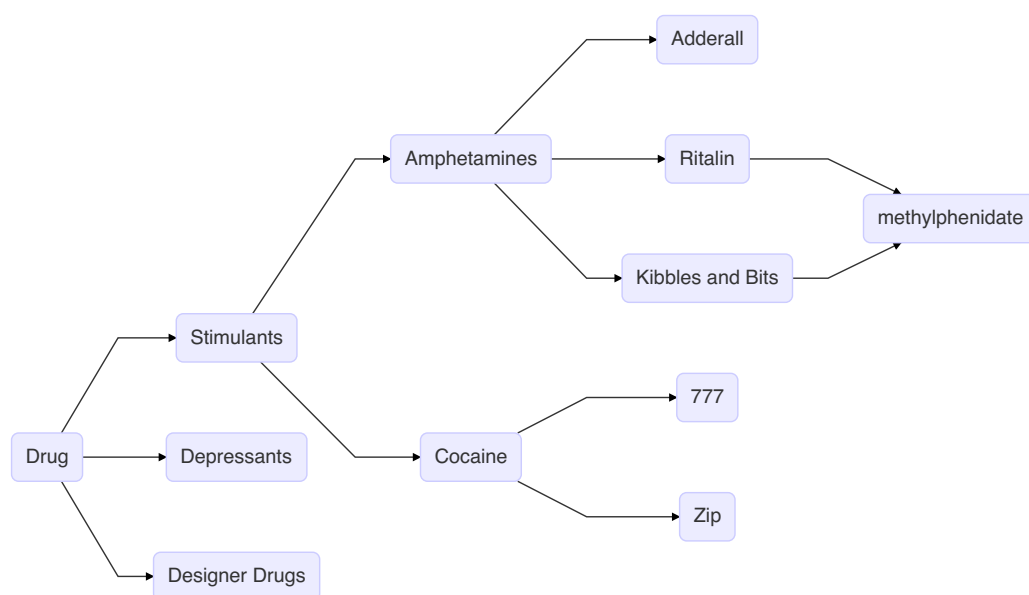 Adderall
Amphetamines
Ritalin
methylphenidate
Kibbles and Bits
Stimulants
777
Drug
Depressants
Cocaine
Zip
Designer Drugs